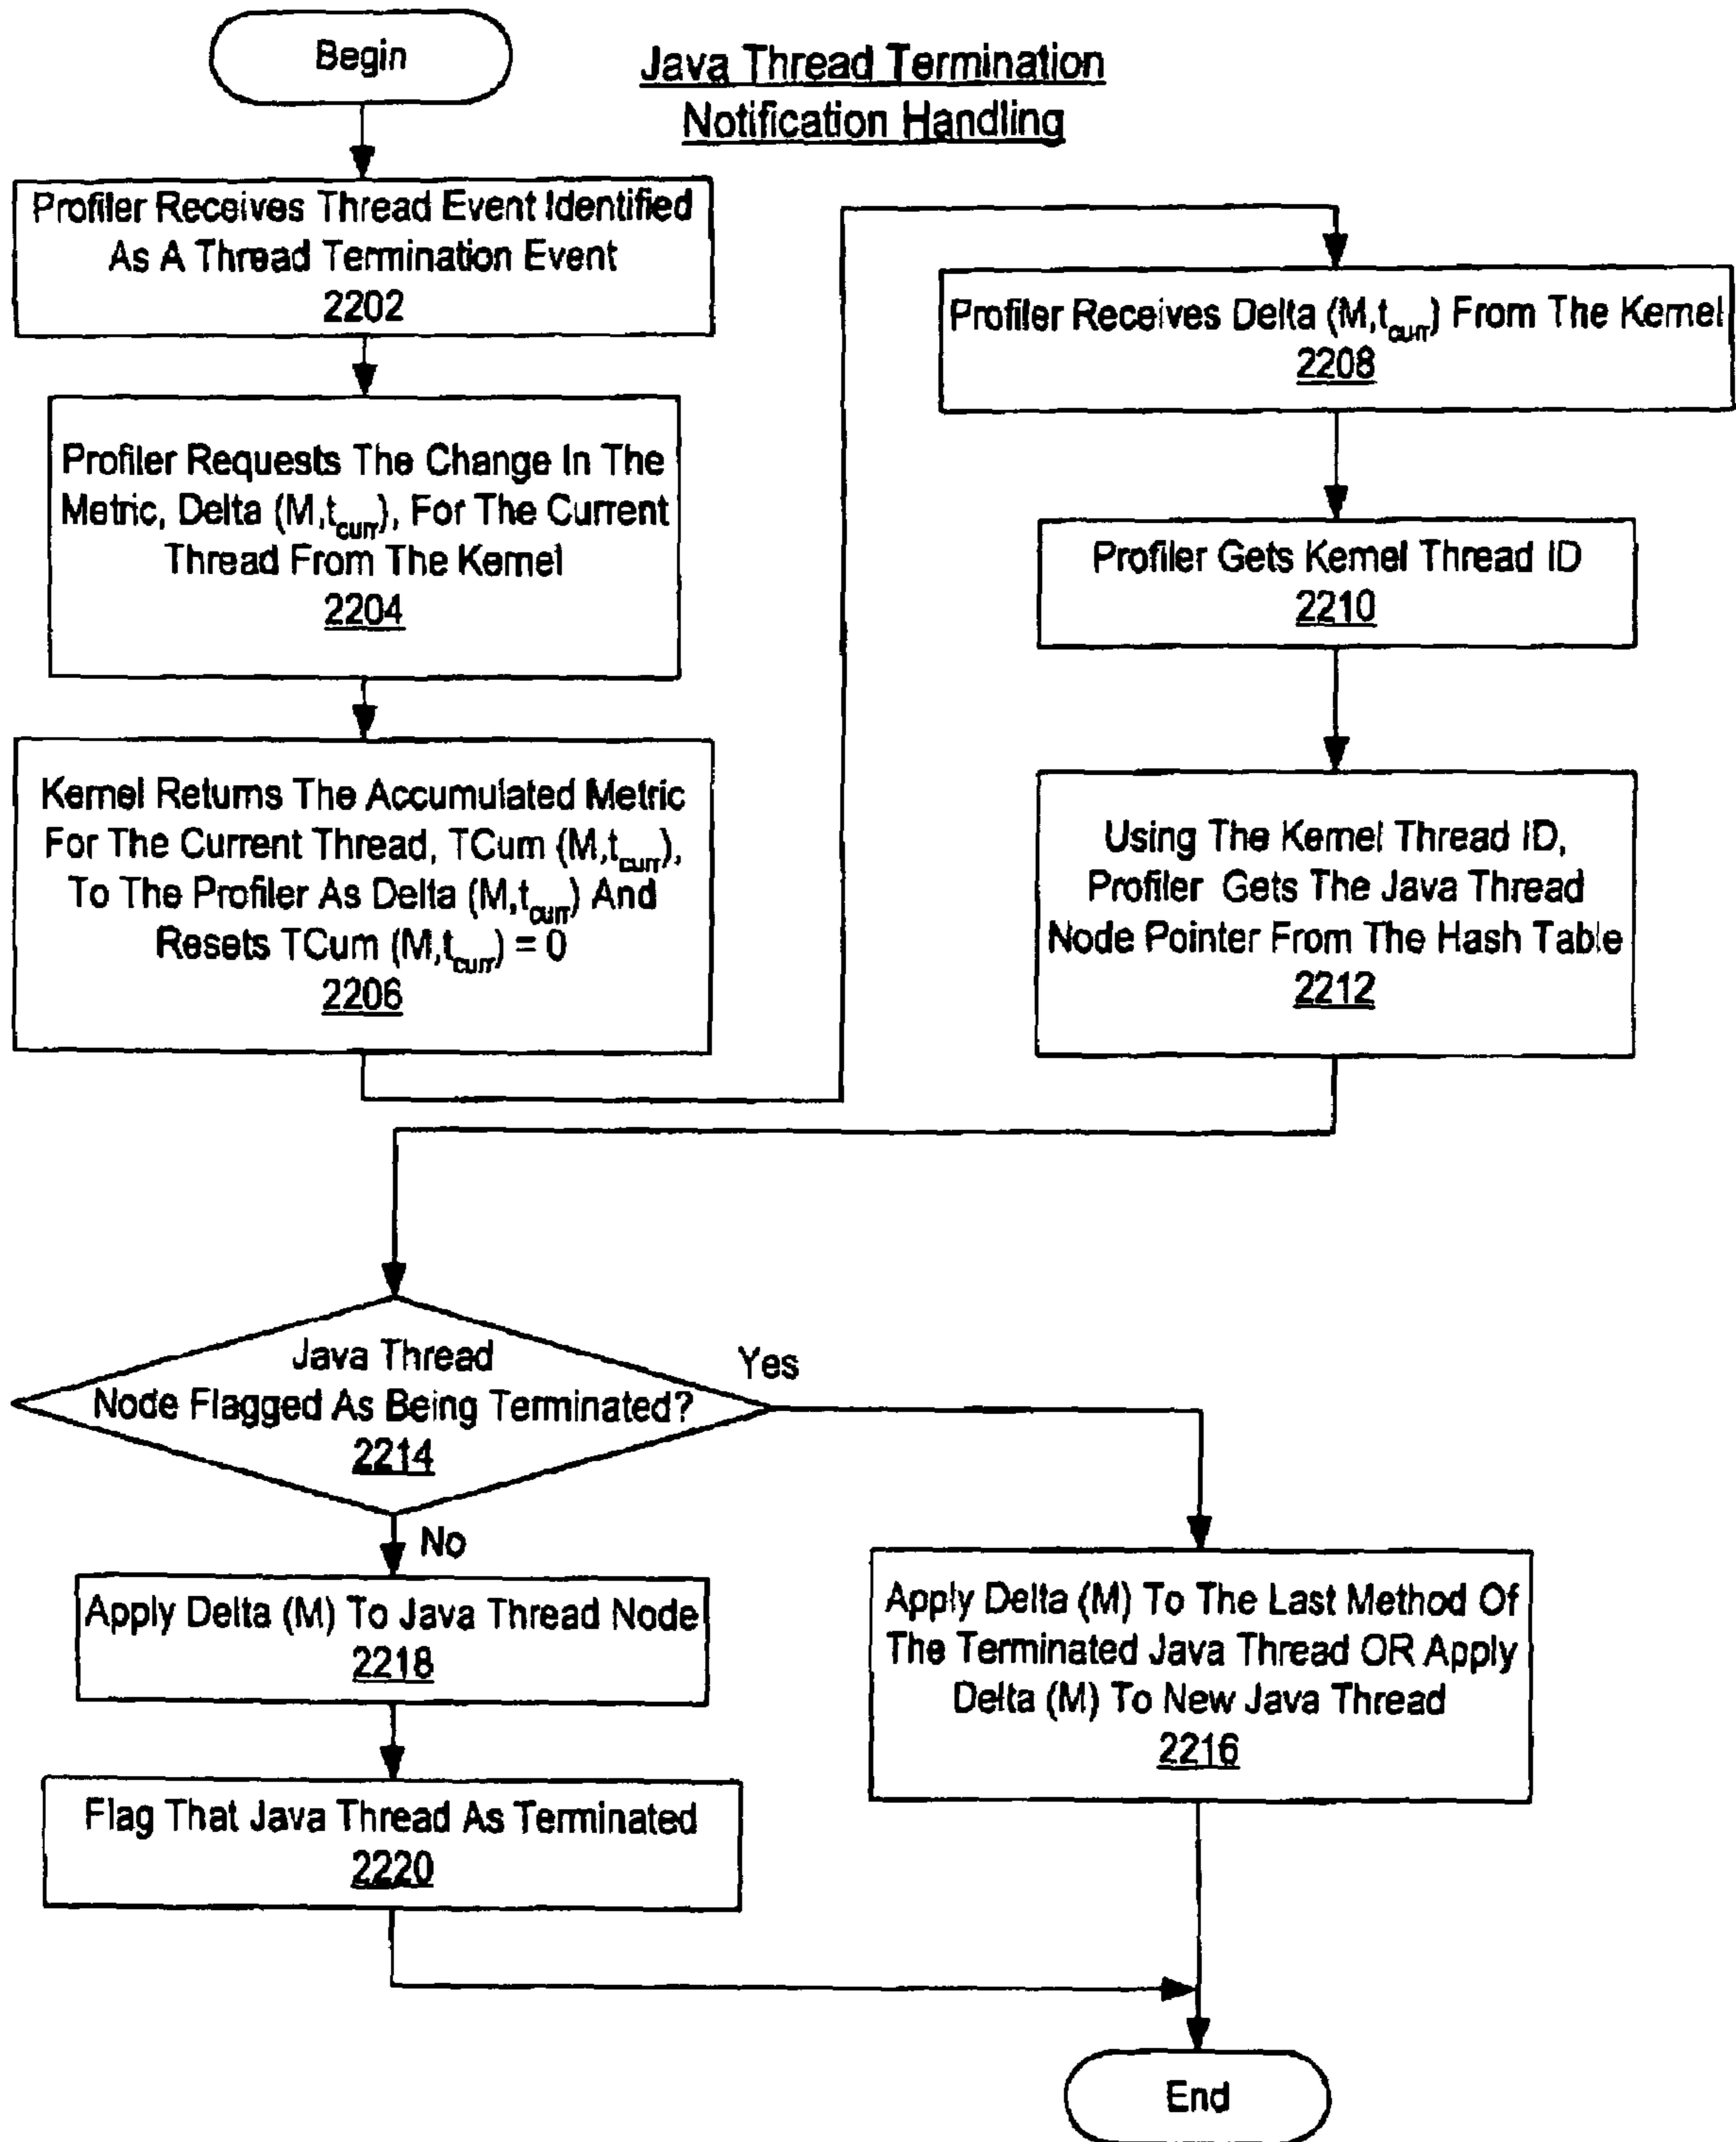 Begin
Java Thread Termination
Notification Handling
Profiler Receives Thread Event Identified
As A Thread Termination Event
2202
Profiler Requests The Change In The
Metric, Delta (M,t_curr), For The Current
Thread From The Kernel
2204
Kernel Returns The Accumulated Metric
For The Current Thread, TCum (M,t_curr),
To The Profiler As Delta (M,t_curr) And
Resets TCum (M,t_curr) = 0
2206
Profiler Receives Delta (M,t_curr) From The Kernel
2208
Profiler Gets Kernel Thread ID
2210
Using The Kernel Thread ID,
Profiler Gets The Java Thread
Node Pointer From The Hash Table
2212
Java Thread
Node Flagged As Being Terminated?
2214
Yes
No
Apply Delta (M) To Java Thread Node
2218
Flag That Java Thread As Terminated
2220
Apply Delta (M) To The Last Method Of
The Terminated Java Thread OR Apply
Delta (M) To New Java Thread
2216
End